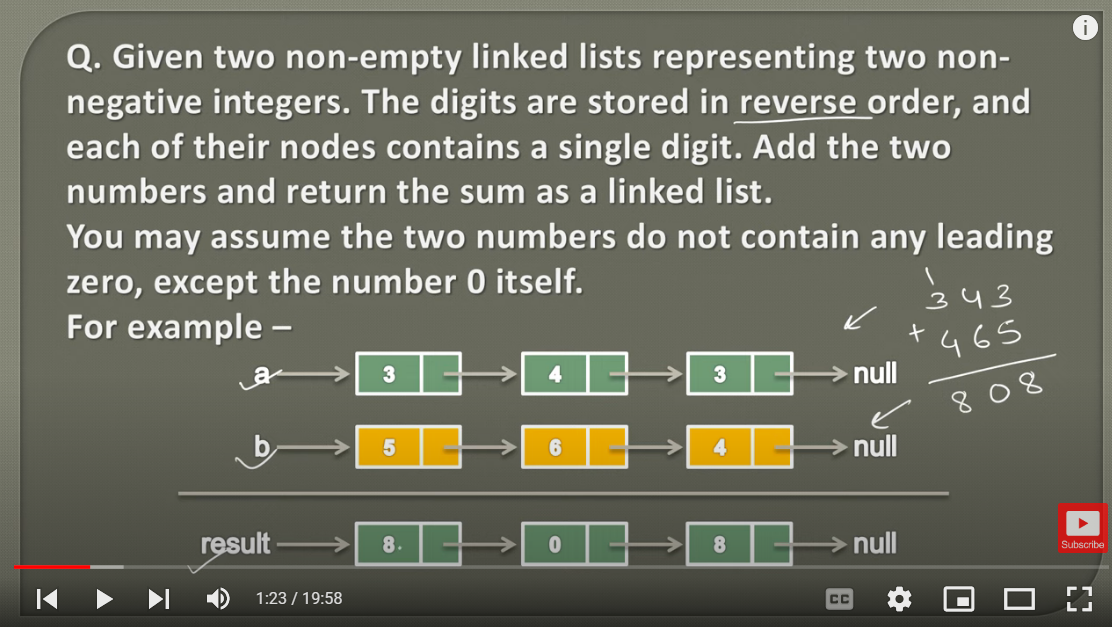 i
Q. Given two non-empty linked lists representing two non-
negative integers. The digits are stored in reverse order, and
each of their nodes contains a single digit. Add the two
numbers and return the sum as a linked list.
You may assume the two numbers do not contain any leading
zero, except the number 0 itself.
For example –
1
343
+ 465
808
a 3 4 3 null
b 5 6 4 null
result 8 0 8 null
Subscribe
1:23 / 19:58
CC